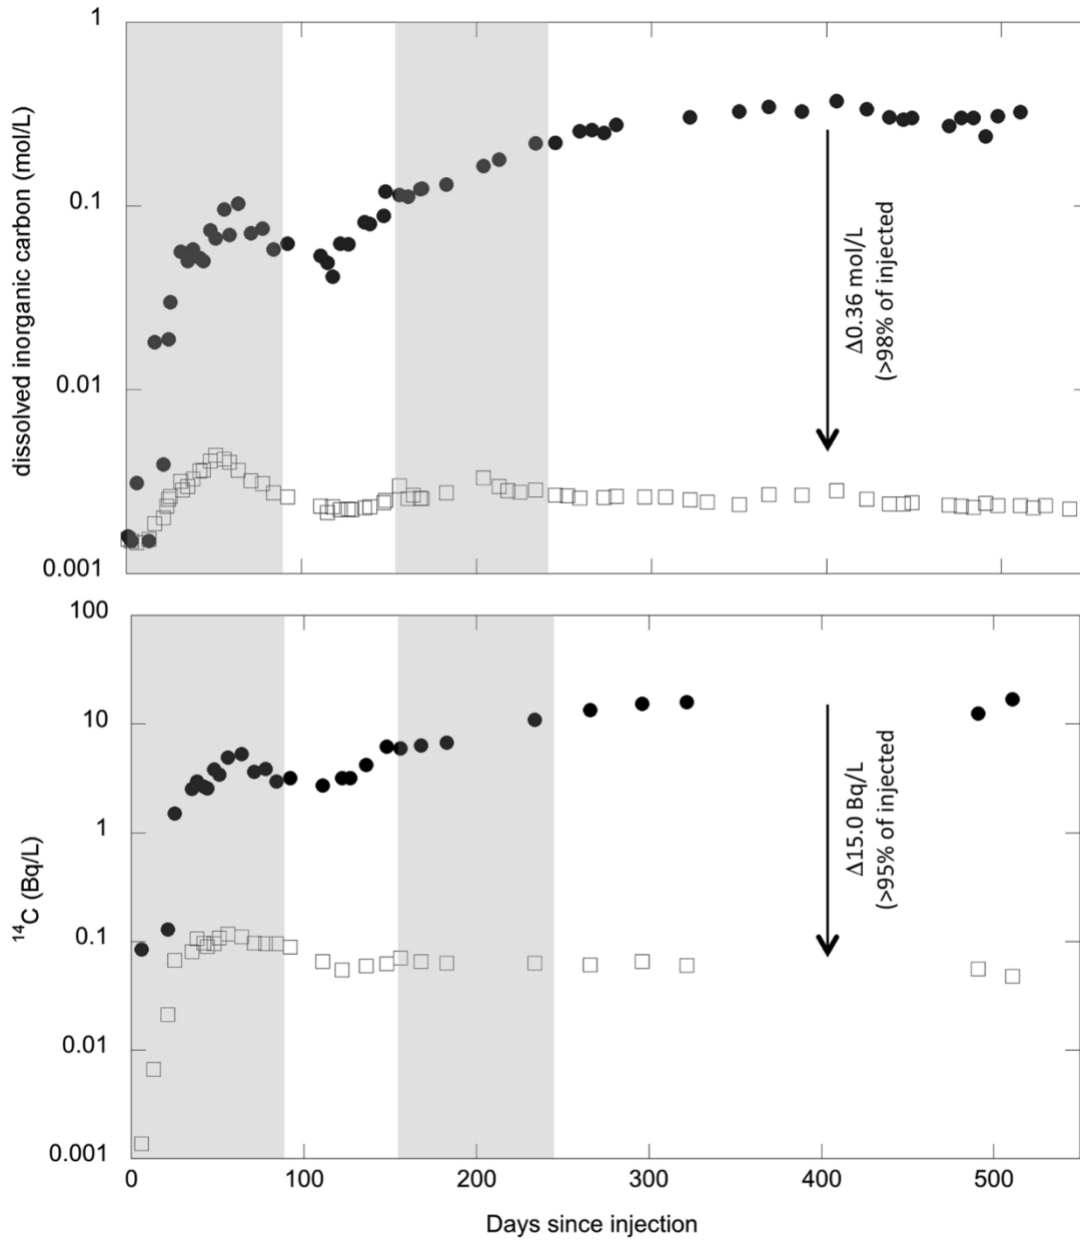 1
0.1
0.01
0.001
dissolved inorganic carbon (mol/L)
Δ0.36 mol/L
(>98% of injected
100
10
1
0.1
0.01
0.001
¹⁴C (Bq/L)
Δ15.0 Bq/L
(>95% of injected
0 100 200 300 400 500
Days since injection